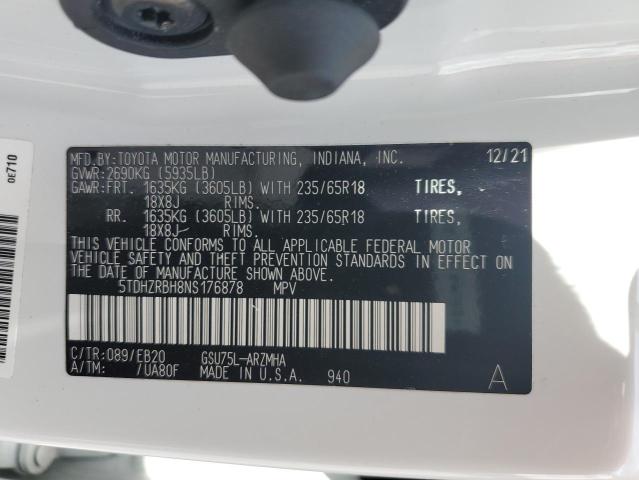 MFD.BY:TOYOTA MOTOR MANUFACTURING, INDIANA, INC. 12/21
GVWR:2690KG (5935LB)
GAWR:FRT. 1635KG (3605LB) WITH 235/65R18 TIRES,
18X8J RIMS.
RR. 1635KG (3605LB) WITH 235/65R18 TIRES,
18X8J RIMS.
THIS VEHICLE CONFORMS TO ALL APPLICABLE FEDERAL MOTOR
VEHICLE SAFETY AND THEFT PREVENTION STANDARDS IN EFFECT ON
THE DATE OF MANUFACTURE SHOWN ABOVE.
5TDHZRBH8NS176878 MPV
C/TR:089/EB20 GSU75L-ARZMHA
A/TM: /UA80F MADE IN U.S.A. 940 A
0E710